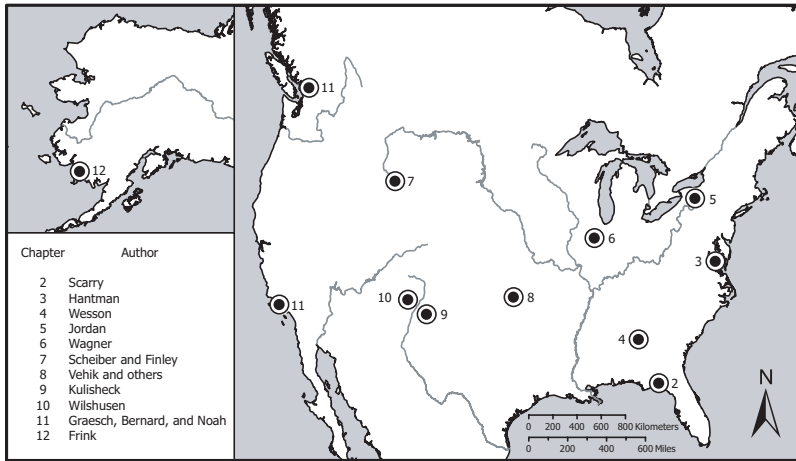 12
11
7
5
6
3
11
10
9
8
4
2
Chapter Author
2 Scarry
3 Hantman
4 Wesson
5 Jordan
6 Wagner
7 Scheiber and Finley
8 Vehik and others
9 Kulisheck
10 Wilshusen
11 Graesch, Bernard, and Noah
12 Frink
N
0 200 400 600 800 Kilometers
0 200 400 600 Miles